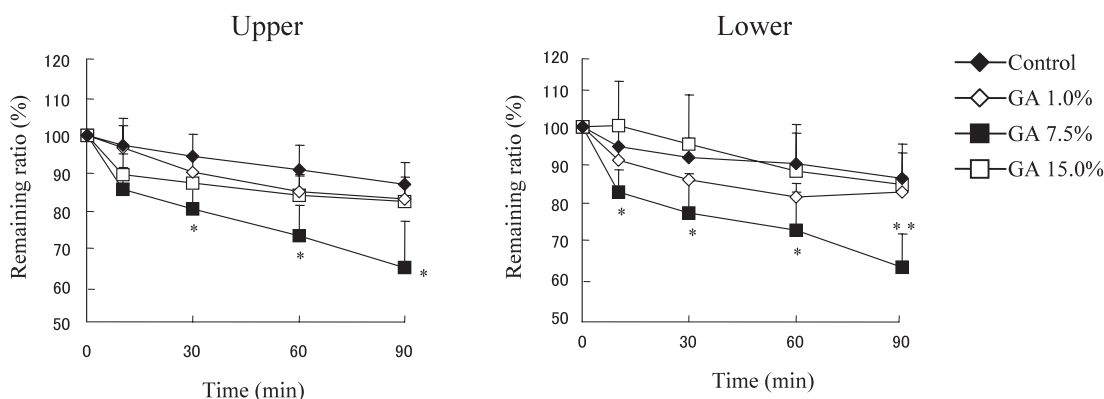 Upper
Remaining ratio (%)
120
110
100
90
80
70
60
50
0 30 60 90
Time (min)
*
*
*
Lower
Remaining ratio (%)
120
110
100
90
80
70
60
50
0 30 60 90
Time (min)
*
*
*
* *
Control
GA 1.0%
GA 7.5%
GA 15.0%